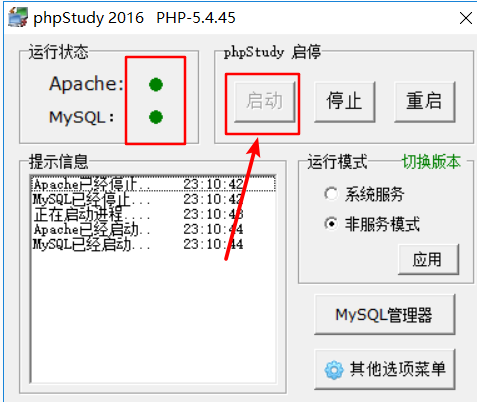 phpStudy 2016 PHP-5.4.45
运行状态
Apache:
MySQL:
phpStudy 启停
启动 停止 重启
提示信息
Apache已经停止... 23:10:42
MySQL已经停止... 23:10:42
正在启动进程.... 23:10:43
Apache已经启动.. 23:10:44
MySQL已经启动... 23:10:44
运行模式 切换版本
系统服务
非服务模式
应用
MySQL管理器
其他选项菜单